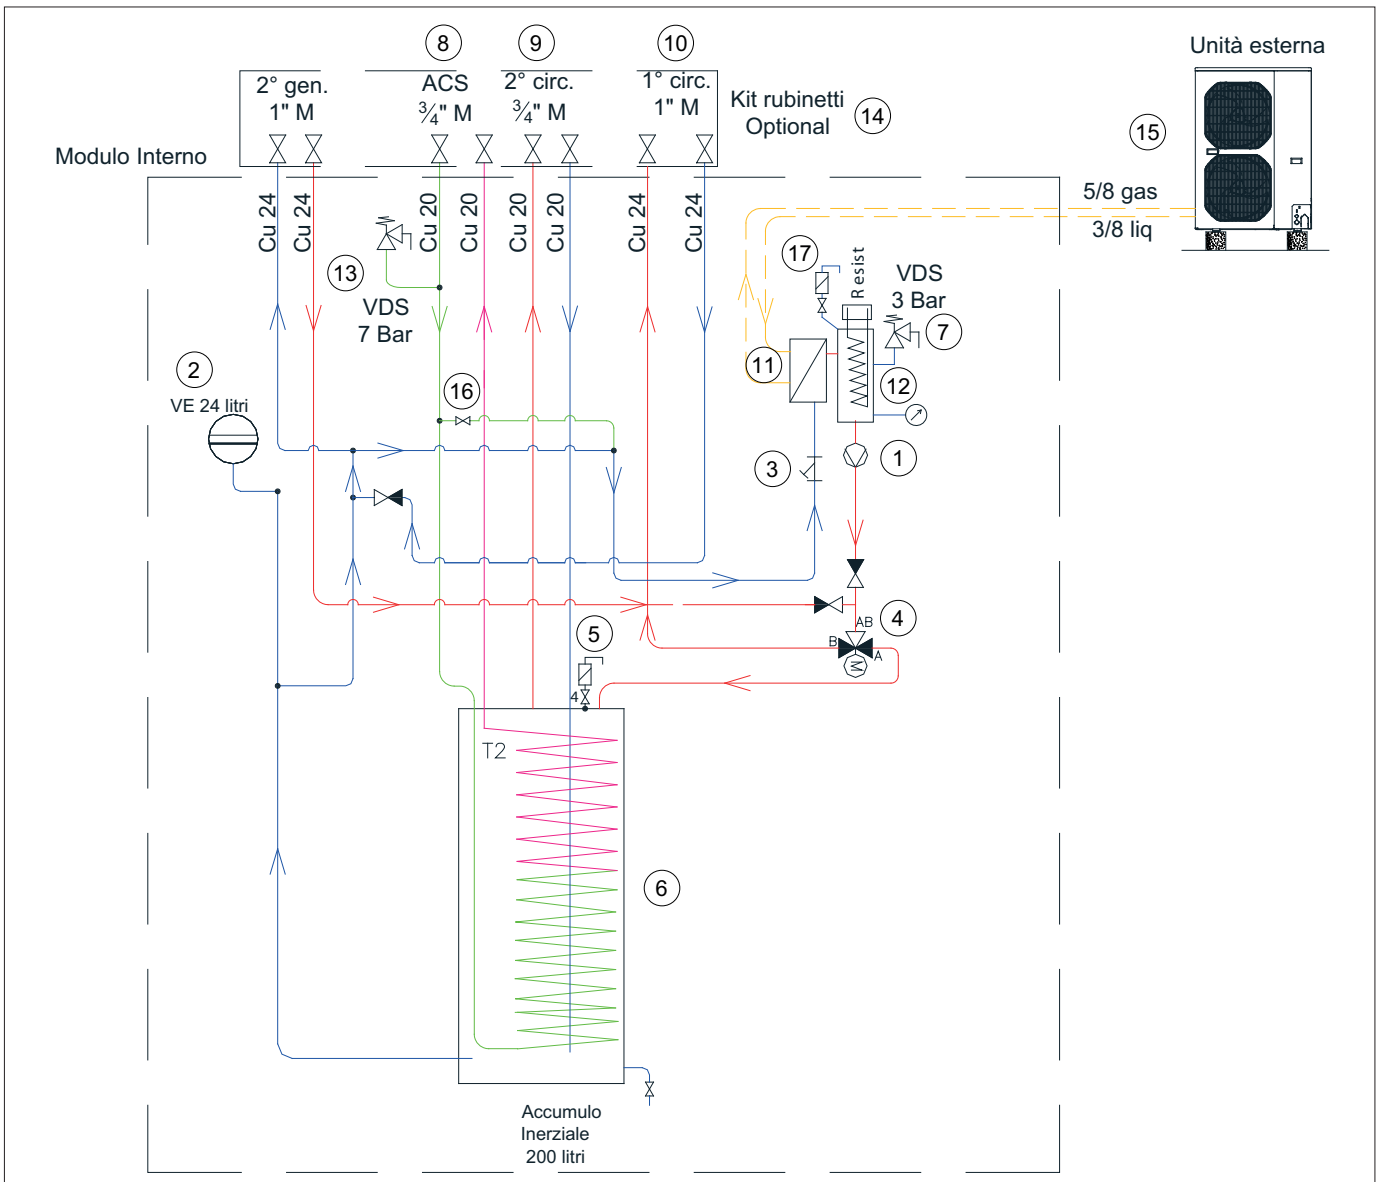 8
9
10
Unità esterna
2° gen.
1" M
ACS
3/4" M
2° circ.
3/4" M
1° circ.
1" M
Kit rubinetti
Optional
14
15
Modulo Interno
Cu 24
Cu 24
Cu 20
Cu 20
Cu 20
Cu 20
Cu 24
Cu 24
5/8 gas
3/8 liq
13
VDS
7 Bar
17
Resist
VDS
3 Bar
7
11
12
2
VE 24 litri
16
3
1
AB
B
A
M
4
5
4
T2
6
Accumulo
Inerziale
200 litri